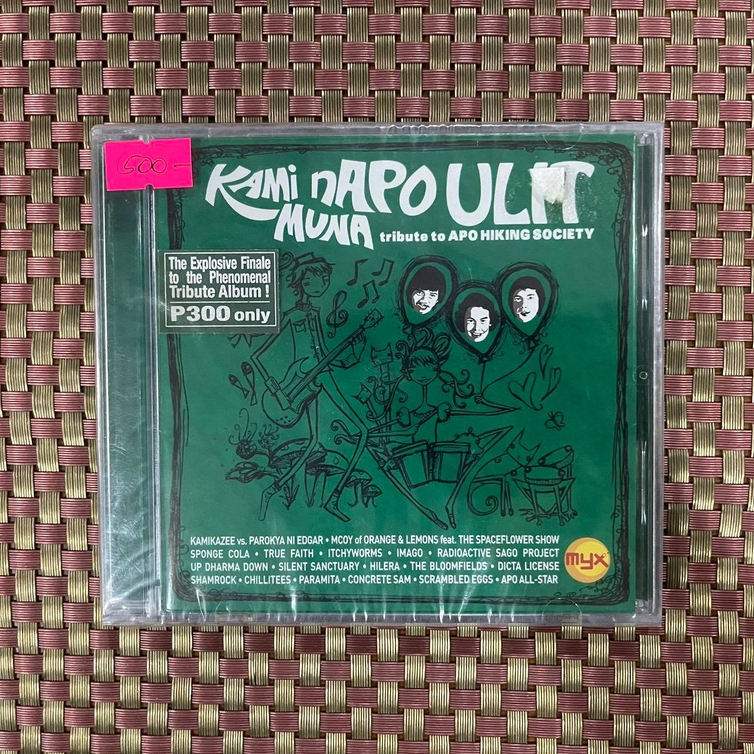 500-
KAMi nAPO ULIT
MUNA
tribute to APO HIKING SOCIETY
The Explosive Finale
to the Phenomenal
Tribute Album !
P300 only
KAMIKAZEE vs. PAROKYA NI EDGAR • MCOY of ORANGE & LEMONS feat. THE SPACEFLOWER SHOW
SPONGE COLA • TRUE FAITH • ITCHYWORMS • IMAGO • RADIOACTIVE SAGO PROJECT
UP DHARMA DOWN • SILENT SANCTUARY • HILERA • THE BLOOMFIELDS • DICTA LICENSE
SHAMROCK • CHILLITEES • PARAMITA • CONCRETE SAM • SCRAMBLED EGGS • APO ALL-STAR
myx